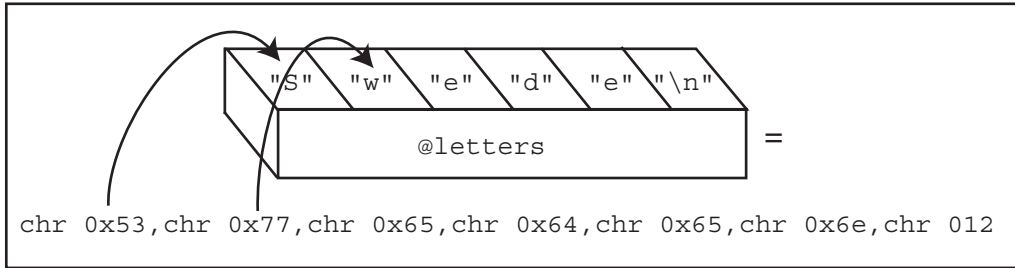 "S" "w" "e" "d" "e" "\n"
@letters =
chr 0x53,chr 0x77,chr 0x65,chr 0x64,chr 0x65,chr 0x6e,chr 012